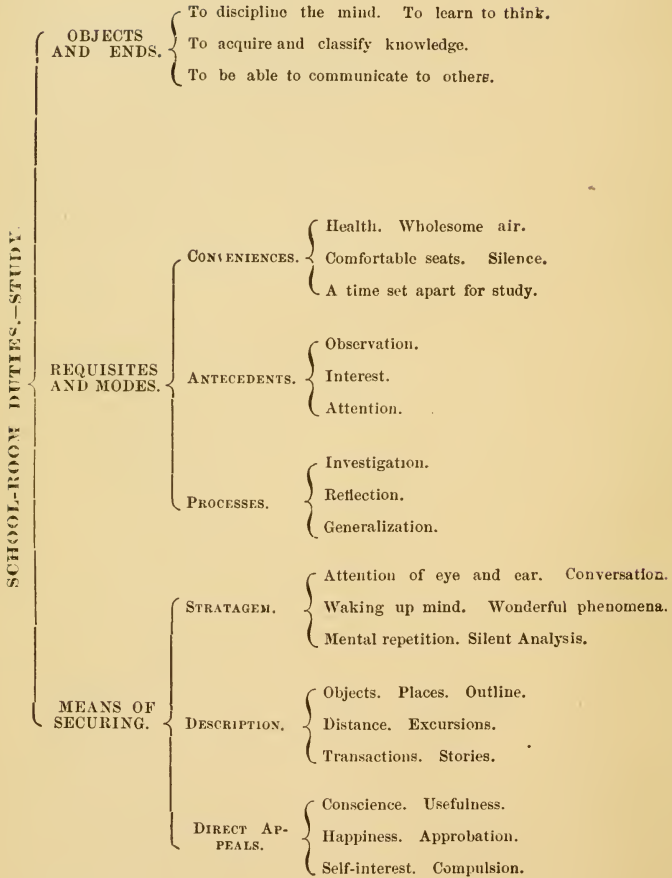 SCHOOL-ROOM DUTIES.—STUDY.
OBJECTS
AND ENDS.
To discipline the mind. To learn to think.
To acquire and classify knowledge.
To be able to communicate to others.
REQUISITES
AND MODES.
CONVENIENCES.
Health. Wholesome air.
Comfortable seats. Silence.
A time set apart for study.
ANTECEDENTS.
Observation.
Interest.
Attention.
PROCESSES.
Investigation.
Reflection.
Generalization.
MEANS OF
SECURING.
STRATAGEM.
Attention of eye and ear. Conversation.
Waking up mind. Wonderful phenomena.
Mental repetition. Silent Analysis.
DESCRIPTION.
Objects. Places. Outline.
Distance. Excursions.
Transactions. Stories.
DIRECT AP-
PEALS.
Conscience. Usefulness.
Happiness. Approbation.
Self-interest. Compulsion.